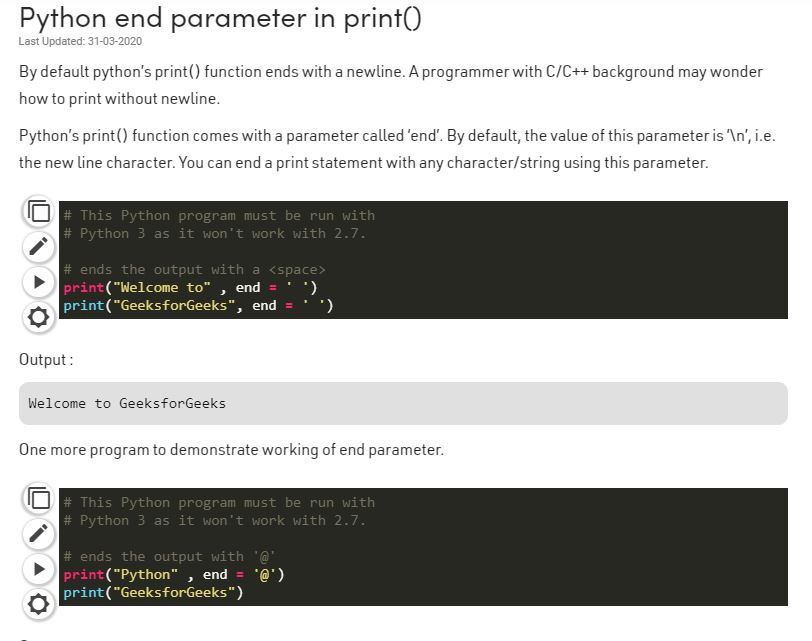 Python end parameter in print()
Last Updated: 31-03-2020
By default python's print() function ends with a newline. A programmer with C/C++ background may wonder
how to print without newline.
Python's print() function comes with a parameter called 'end'. By default, the value of this parameter is '\n', i.e.
the new line character. You can end a print statement with any character/string using this parameter.
# This Python program must be run with
# Python 3 as it won't work with 2.7.
# ends the output with a <space>
print("Welcome to" , end = ' ')
print("GeeksforGeeks", end = ' ')
Output :
Welcome to GeeksforGeeks
One more program to demonstrate working of end parameter.
# This Python program must be run with
# Python 3 as it won't work with 2.7.
# ends the output with '@'
print("Python" , end = '@')
print("GeeksforGeeks")